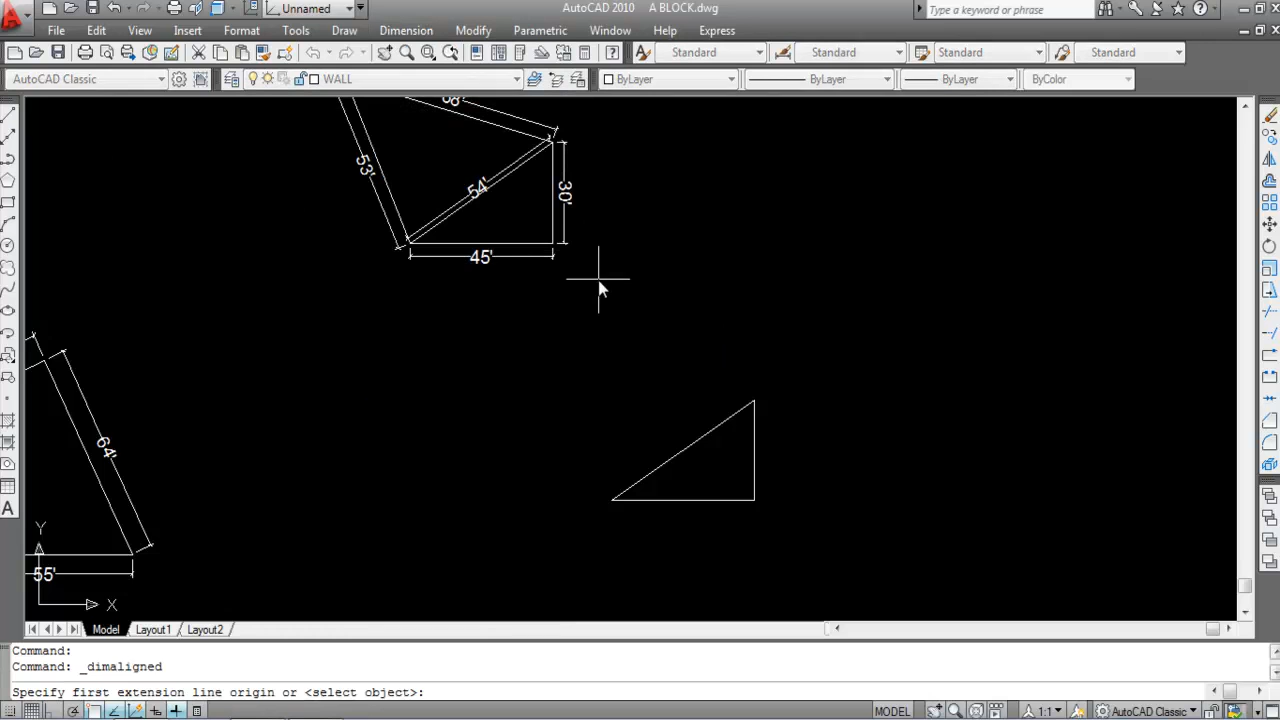 Unnamed
AutoCAD 2010 A BLOCK.dwg
Type a keyword or phrase
File Edit View Insert Format Tools Draw Dimension Modify Parametric Window Help Express
Standard Standard Standard Standard
AutoCAD Classic
WALL
ByLayer ByLayer ByLayer ByColor
53'
54'
30'
45'
64'
Y
55'
X
Model Layout1 Layout2
Command:
Command: _dimaligned
Specify first extension line origin or <select object>:
MODEL 1:1 AutoCAD Classic